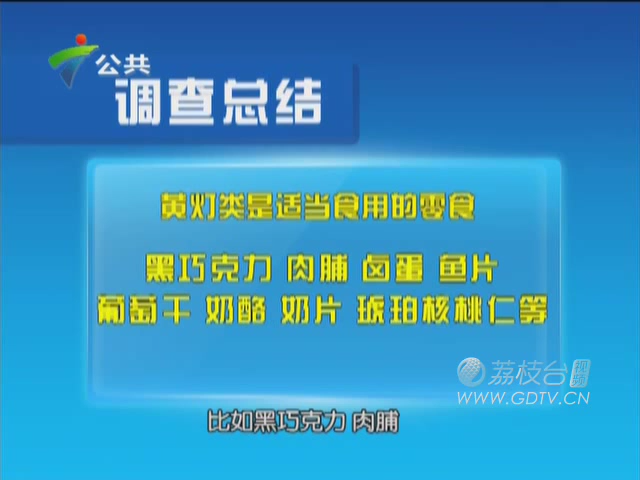 公共
调查总结
黄灯类是适当食用的零食
黑巧克力 肉脯 卤蛋 鱼片
葡萄干 奶酪 奶片 琥珀核桃仁等
荔枝台 视频
WWW.GDTV.CN
比如黑巧克力 肉脯